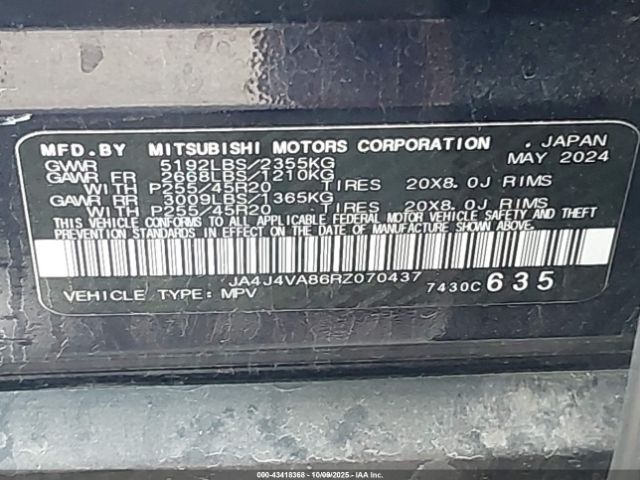 MFD.BY MITSUBISHI MOTORS CORPORATION . JAPAN
GVWR 5192LBS/2355KG MAY 2024
GAWR FR 2668LBS/1210KG
WITH P255/45R20 TIRES 20X8.0J RIMS
GAWR RR 3009LBS/1365KG
WITH P255/45R20 TIRES 20X8.0J RIMS
THIS VEHICLE CONFORMS TO ALL APPLICABLE FEDERAL MOTOR VEHICLE SAFETY AND THEFT
PREVENTION STANDARDS IN EFFECT ON THE DATE OF MANUFACTURE SHOWN ABOVE.
JA4J4VA86RZ070437
VEHICLE TYPE: MPV 7430C 635
000-43418368 - 10/09/2025 - IAAI Corp.